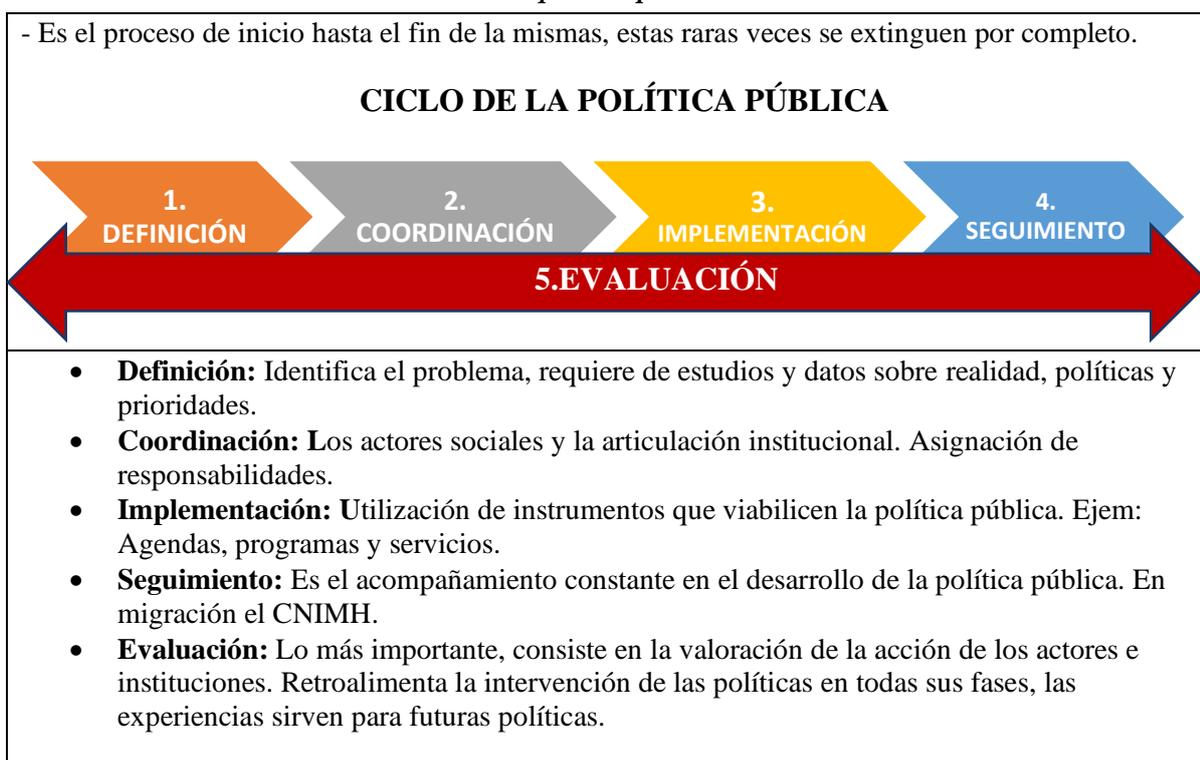 - Es el proceso de inicio hasta el fin de la mismas, estas raras veces se extinguen por completo.
CICLO DE LA POLÍTICA PÚBLICA
1.
DEFINICIÓN
2.
COORDINACIÓN
3.
IMPLEMENTACIÓN
4.
SEGUIMIENTO
5.EVALUACIÓN
• Definición: Identifica el problema, requiere de estudios y datos sobre realidad, políticas y
prioridades.
• Coordinación: Los actores sociales y la articulación institucional. Asignación de
responsabilidades.
• Implementación: Utilización de instrumentos que viabilicen la política pública. Ejem:
Agendas, programas y servicios.
• Seguimiento: Es el acompañamiento constante en el desarrollo de la política pública. En
migración el CNIMH.
• Evaluación: Lo más importante, consiste en la valoración de la acción de los actores e
instituciones. Retroalimenta la intervención de las políticas en todas sus fases, las
experiencias sirven para futuras políticas.